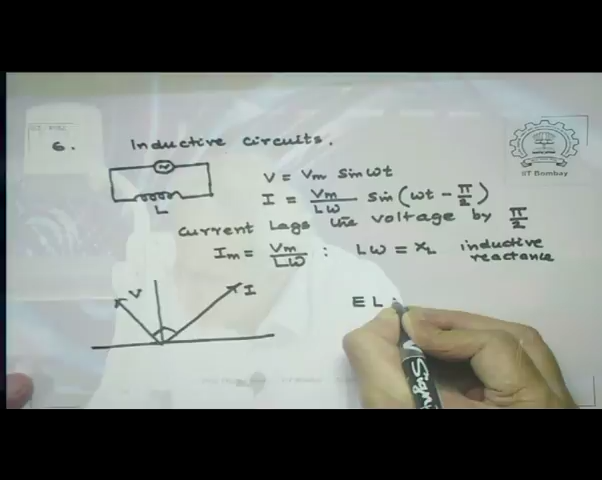 6. Inductive circuits.
V = Vm sin ωt
I = Vm/Lω sin (ωt - π/2)
L
current Lags the voltage by π/2
Im = Vm/Lω : Lω = XL inductive reactance
V
I
E L
IIT Bombay